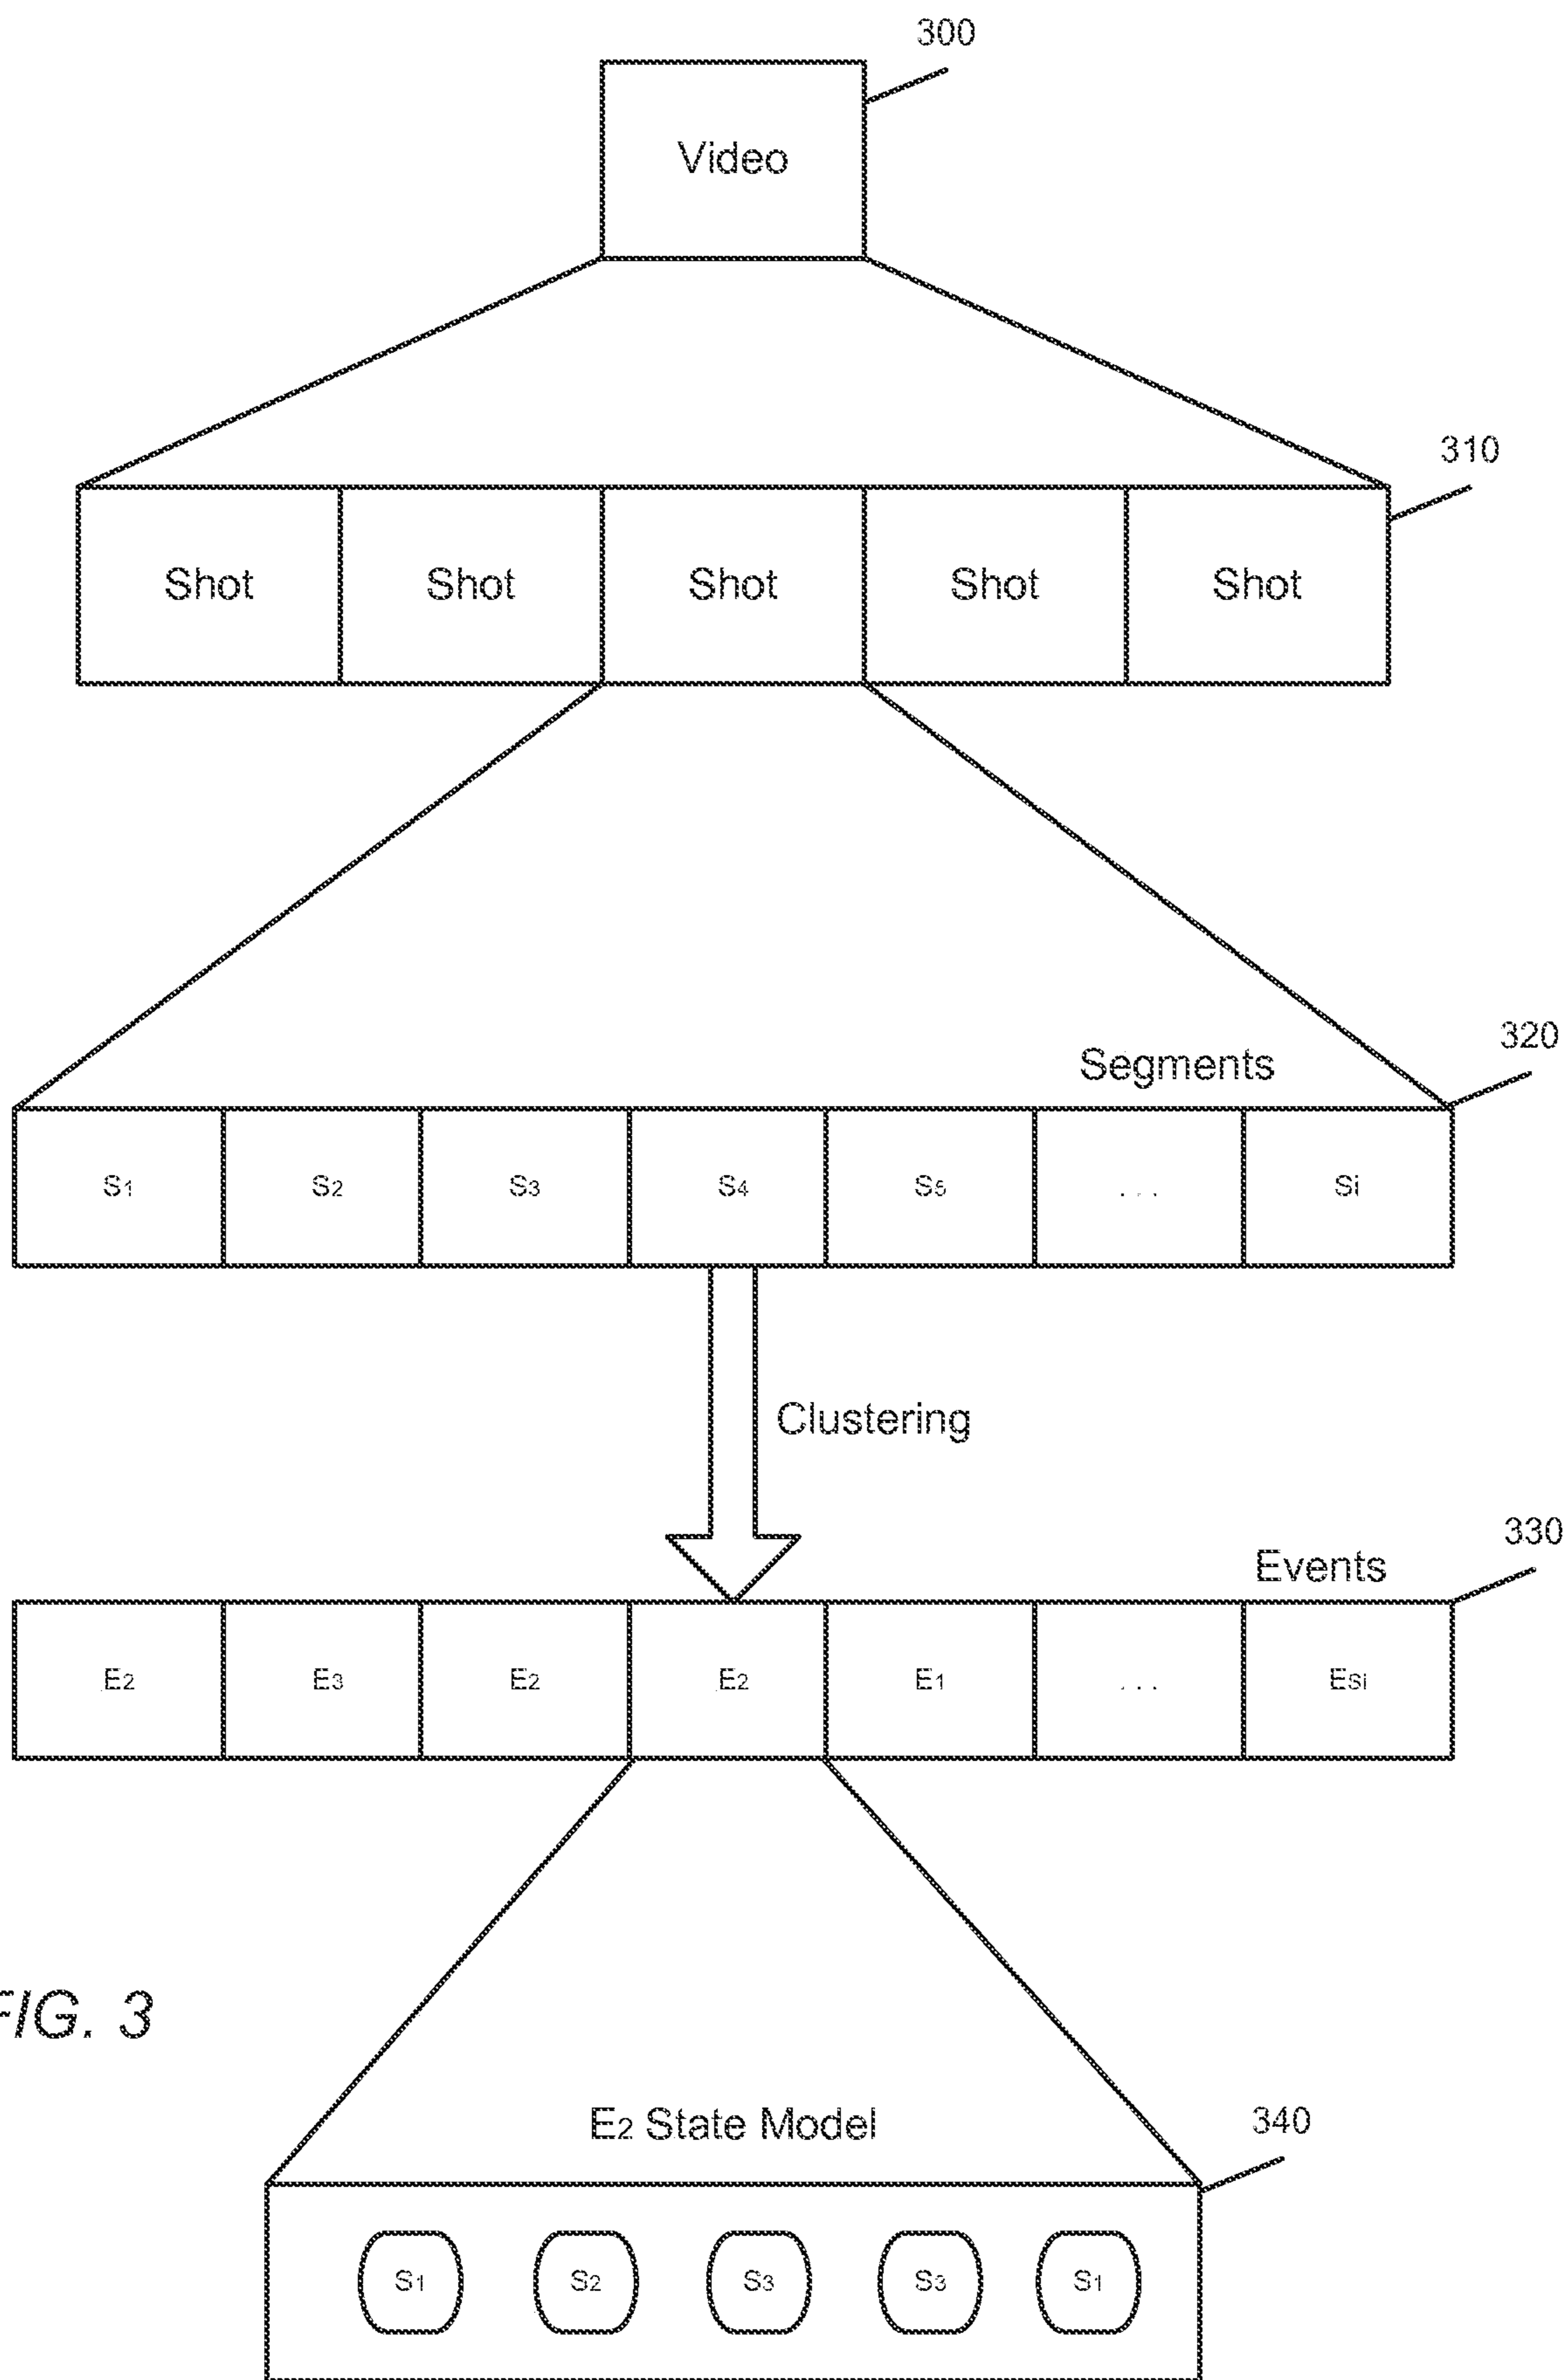 300
Video
310
Shot Shot Shot Shot Shot
320
Segments
S1 S2 S3 S4 S5 ... Si
Clustering
330
Events
E2 E3 E2 E2 E1 ... ESi
FIG. 3
E2 State Model
340
S1 S2 S3 S3 S1